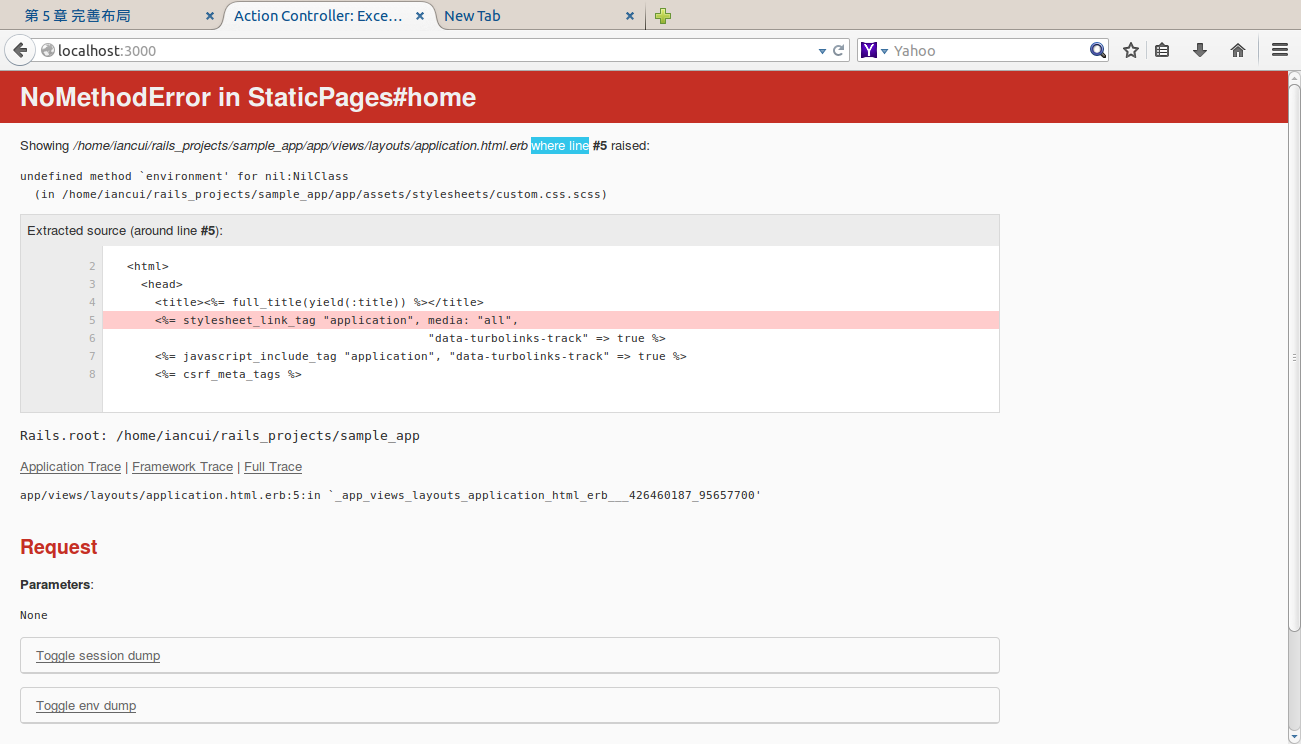 第 5 章 完善布局
Action Controller: Exce...
New Tab
localhost:3000
Yahoo
NoMethodError in StaticPages#home
Showing /home/iancui/rails_projects/sample_app/app/views/layouts/application.html.erb where line #5 raised:
undefined method `environment' for nil:NilClass
(in /home/iancui/rails_projects/sample_app/app/assets/stylesheets/custom.css.scss)
Extracted source (around line #5):
2 <html>
3 <head>
4 <title><%= full_title(yield(:title)) %></title>
5 <%= stylesheet_link_tag "application", media: "all",
6 "data-turbolinks-track" => true %>
7 <%= javascript_include_tag "application", "data-turbolinks-track" => true %>
8 <%= csrf_meta_tags %>
Rails.root: /home/iancui/rails_projects/sample_app
Application Trace | Framework Trace | Full Trace
app/views/layouts/application.html.erb:5:in `_app_views_layouts_application_html_erb___426460187_95657700'
Request
Parameters:
None
Toggle session dump
Toggle env dump